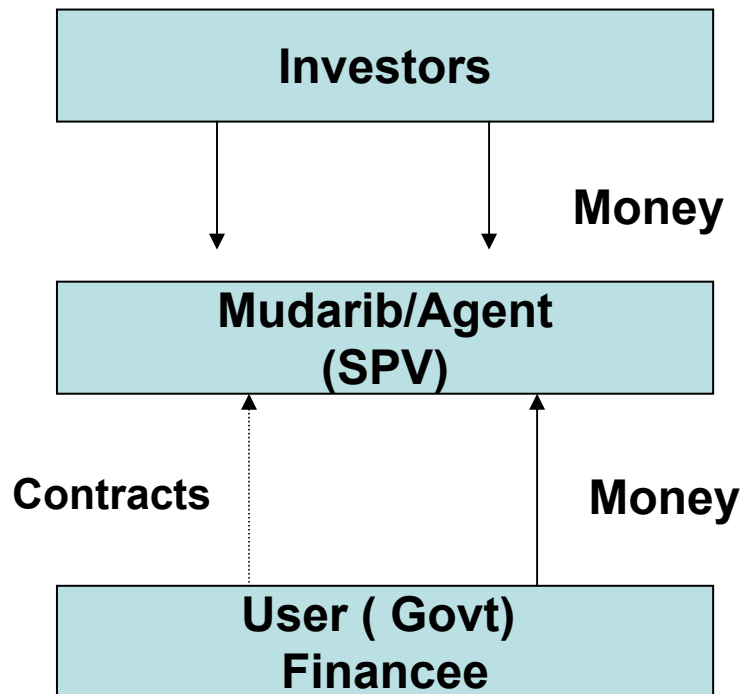 Investors
Money
Mudarib/Agent
(SPV)
Contracts
Money
User ( Govt)
Financee